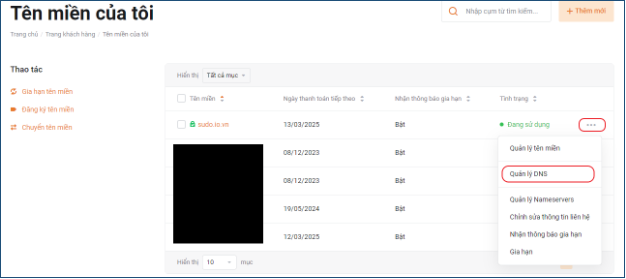 Tên miền của tôi
Nhập cụm từ tìm kiếm...
+ Thêm mới
Trang chủ / Trang khách hàng / Tên miền của tôi
Thao tác
Gia hạn tên miền
Đăng ký tên miền
Chuyển tên miền
Hiển thị Tất cả mục
Tên miền Ngày thanh toán tiếp theo Nhận thông báo gia hạn Tình trạng
sudo.io.vn 13/03/2025 Bật Đang sử dụng
08/12/2023 Bật
08/12/2023 Bật
19/05/2024 Bật
12/03/2025 Bật
Quản lý tên miền
Quản lý DNS
Quản lý Nameservers
Chỉnh sửa thông tin liên hệ
Nhận thông báo gia hạn
Gia hạn
Hiển thị 10 mục